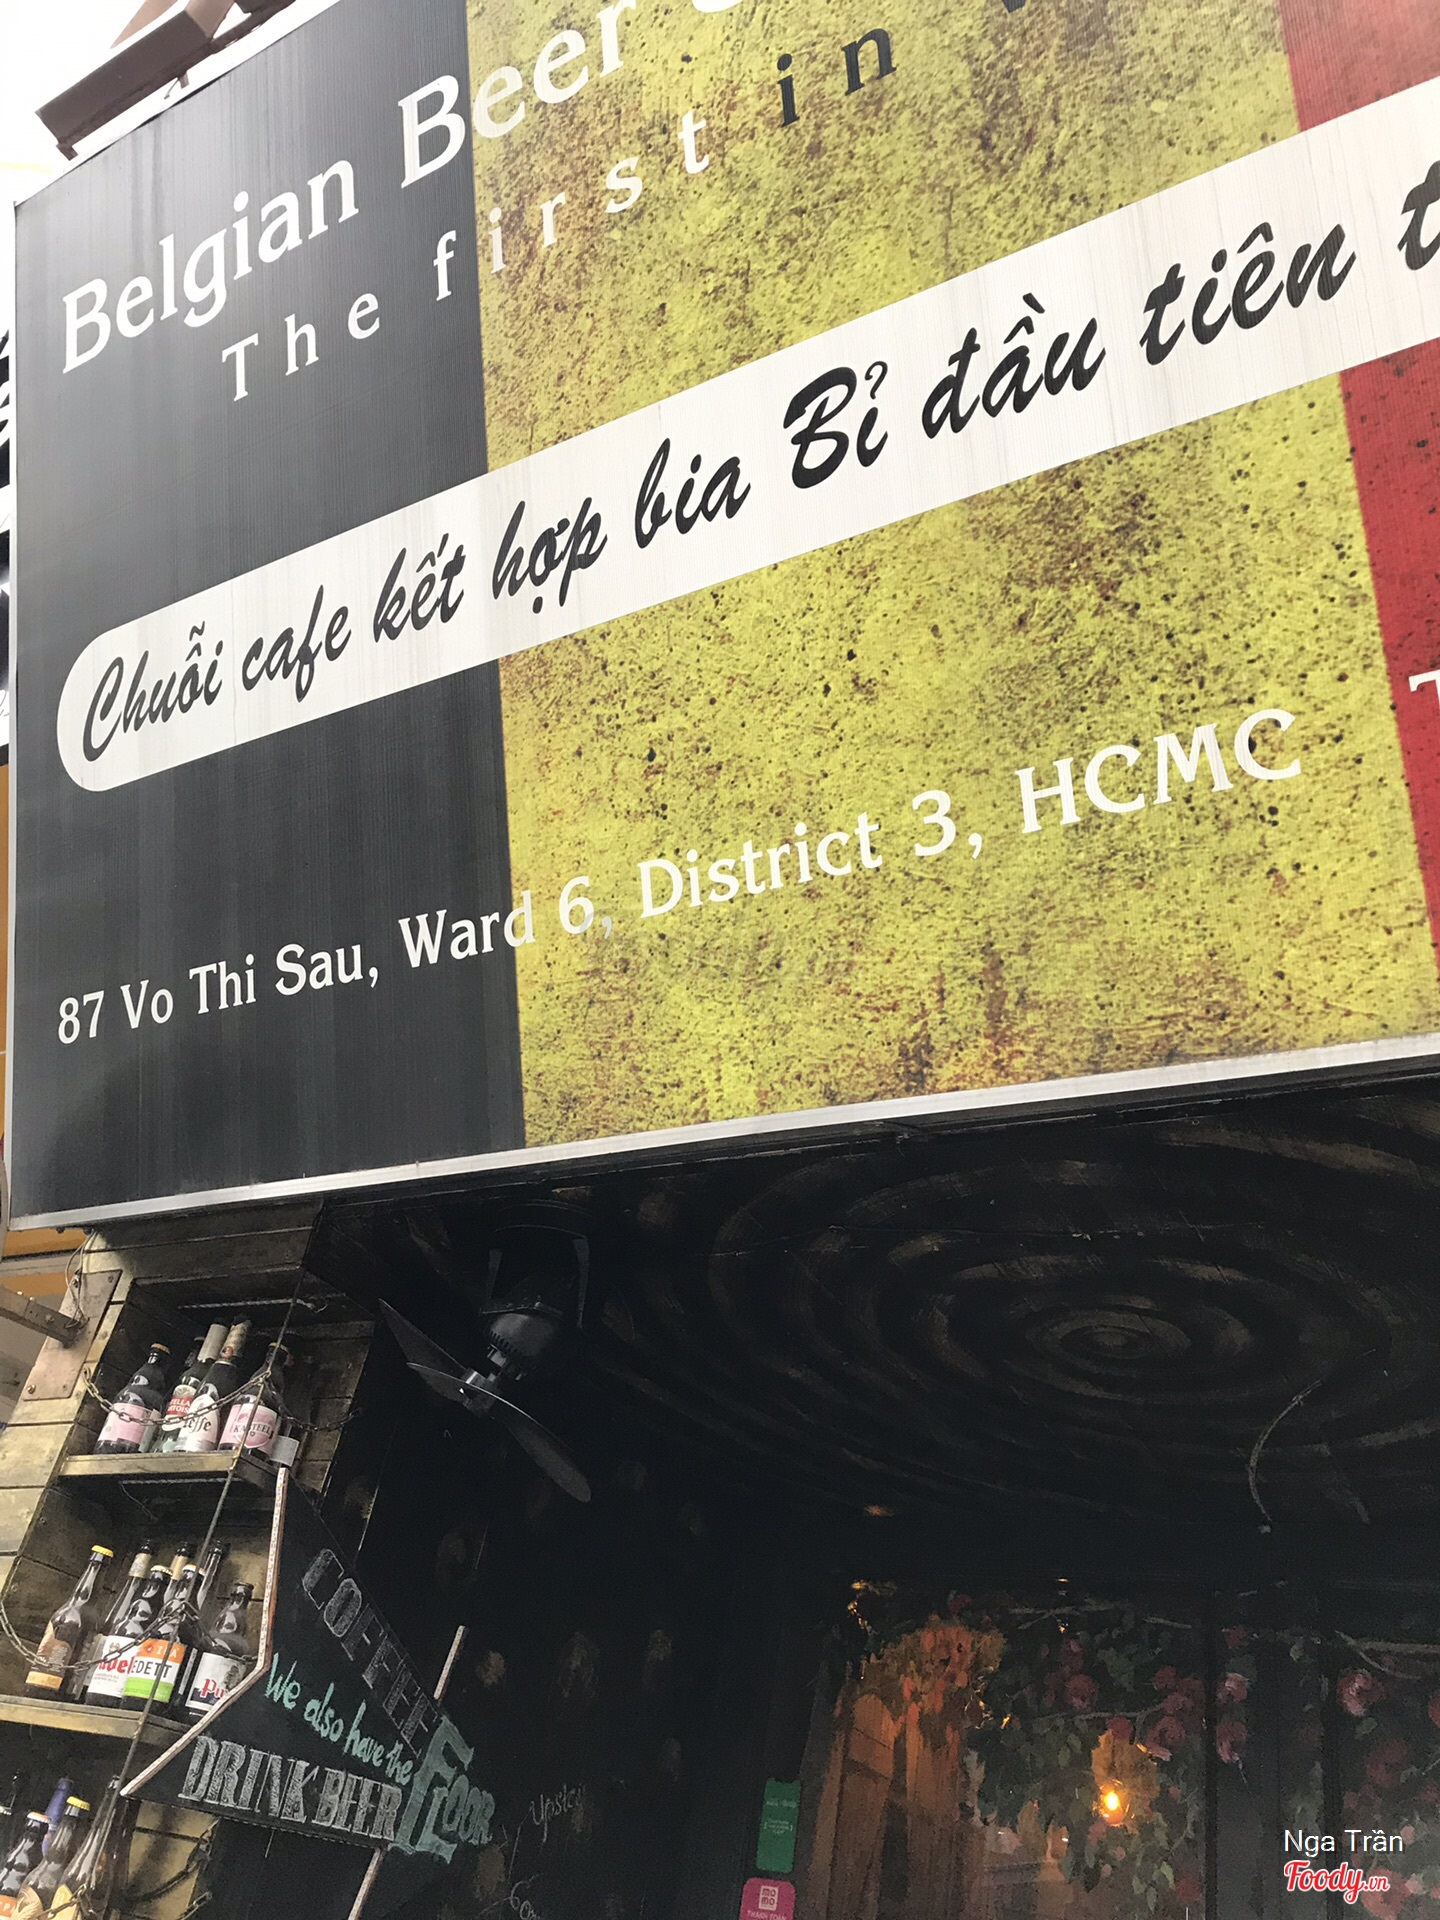 Belgian Beer
The first in
Chuỗi cafe kết hợp bia Bỉ đầu tiên t
87 Vo Thi Sau, Ward 6, District 3, HCMC
T
COFFEE
We also have the
FLOOR
DRINK BEER
EDETT
Nga Trần
Foody.vn